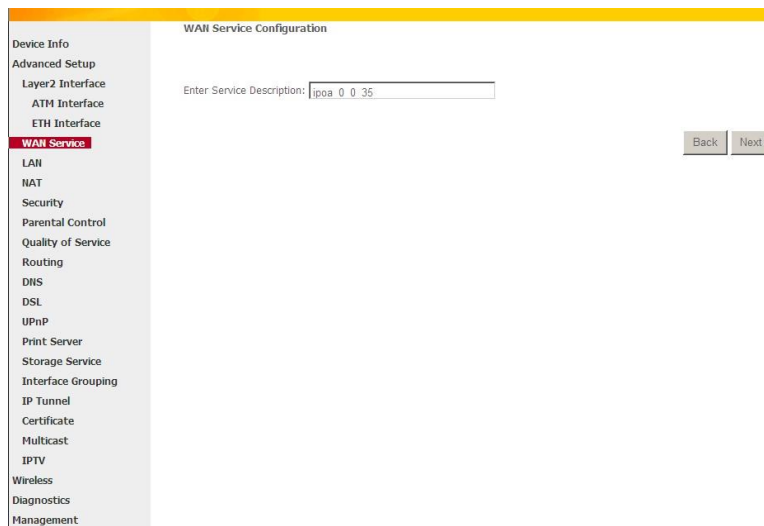 WAN Service Configuration
Device Info
Advanced Setup
Layer2 Interface
ATM Interface
ETH Interface
WAN Service
LAN
NAT
Security
Parental Control
Quality of Service
Routing
DNS
DSL
UPnP
Print Server
Storage Service
Interface Grouping
IP Tunnel
Certificate
Multicast
IPTV
Wireless
Diagnostics
Management
Enter Service Description: ipoa_0_0_35
Back Next